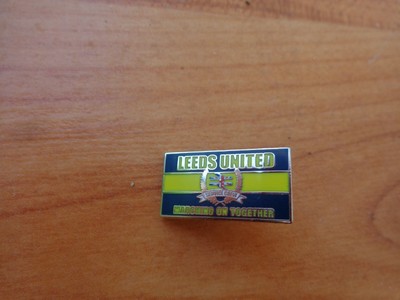 LEEDS UNITED
MARCHING ON TOGETHER